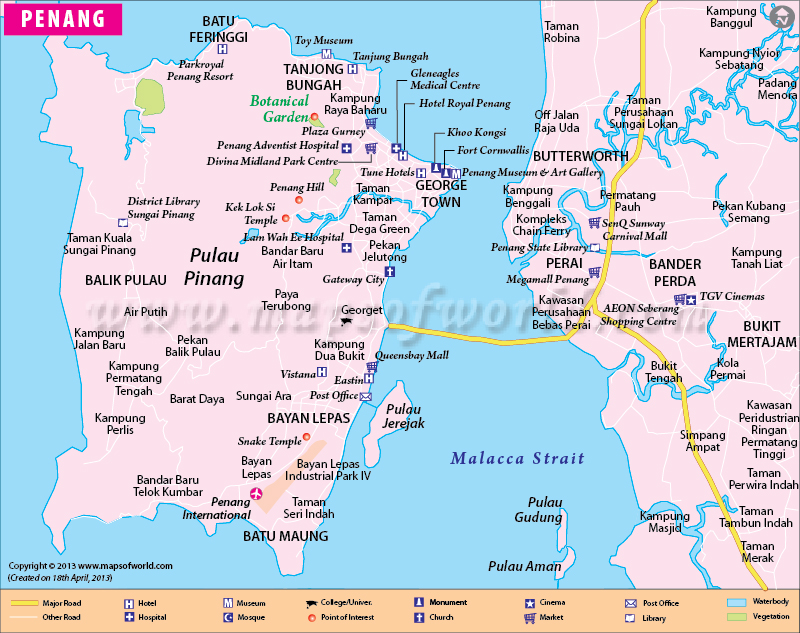 PENANG
BATU
FERINGGI
Toy Museum
Parkroyal
Penang Resort
Tanjung Bungah
TANJONG
BUNGAH
Gleneagles
Medical Centre
Botanical
Garden
Kampung
Raya Baharu
Hotel Royal Penang
Plaza Gurney
Khoo Kongsi
Penang Adventist Hospital
Fort Cornwallis
Divina Midland Park Centre
Tune Hotels
Penang Museum & Art Gallery
GEORGE
TOWN
Penang Hill
Taman
Kampar
District Library
Sungai Pinang
Kek Lok Si
Temple
Taman
Dega Green
Taman Kuala
Sungai Pinang
Lam Wah Ee Hospital
Pulau
Pinang
Bandar Baru
Air Itam
Pekan
Jelutong
BALIK PULAU
Gateway City
Paya
Terubong
Air Putih
Georget
www.mapsofworld.com
Kampung
Jalan Baru
Pekan
Balik Pulau
Kampung
Dua Bukit
Queensbay Mall
Kampung
Permatang
Tengah
Vistana
Eastin
Barat Daya
Sungai Ara
Post Office
Kampung
Perlis
BAYAN LEPAS
Pulau
Jerejak
Snake Temple
Bayan
Lepas
Bayan Lepas
Industrial Park IV
Bandar Baru
Telok Kumbar
Penang
International
Taman
Seri Indah
BATU MAUNG
Malacca Strait
Pulau
Gudung
Pulau Aman
Taman
Robina
Kampung
Banggul
Kampung Nyior
Sebatang
Padang
Menora
Taman
Perusahaan
Sungai Lokan
Off Jalan
Raja Uda
BUTTERWORTH
Kampung
Benggali
Permatang
Pauh
Pekan Kubang
Semang
Kompleks
Chain Ferry
SenQ Sunway
Carnival Mall
Penang State Library
Kampung
Tanah Liat
PERAI
BANDER
PERDA
Megamall Penang
TGV Cinemas
Kawasan
Perusahaan
Bebas Perai
AEON Seberang
Shopping Centre
BUKIT
MERTAJAM
Bukit
Tengah
Kola
Permai
Kawasan
Peridustrian
Ringan
Permatang
Tinggi
Simpang
Ampat
Taman
Perwira Indah
Kampung
Masjid
Taman
Tambun Indah
Taman
Merak
Copyright © 2013 www.mapsofworld.com
(Created on 18th April, 2013)
Major Road
Hotel
Museum
College/Univer.
Monument
Cinema
Post Office
Waterbody
Other Road
Hospital
Mosque
Point of Interest
Church
Market
Library
Vegetation